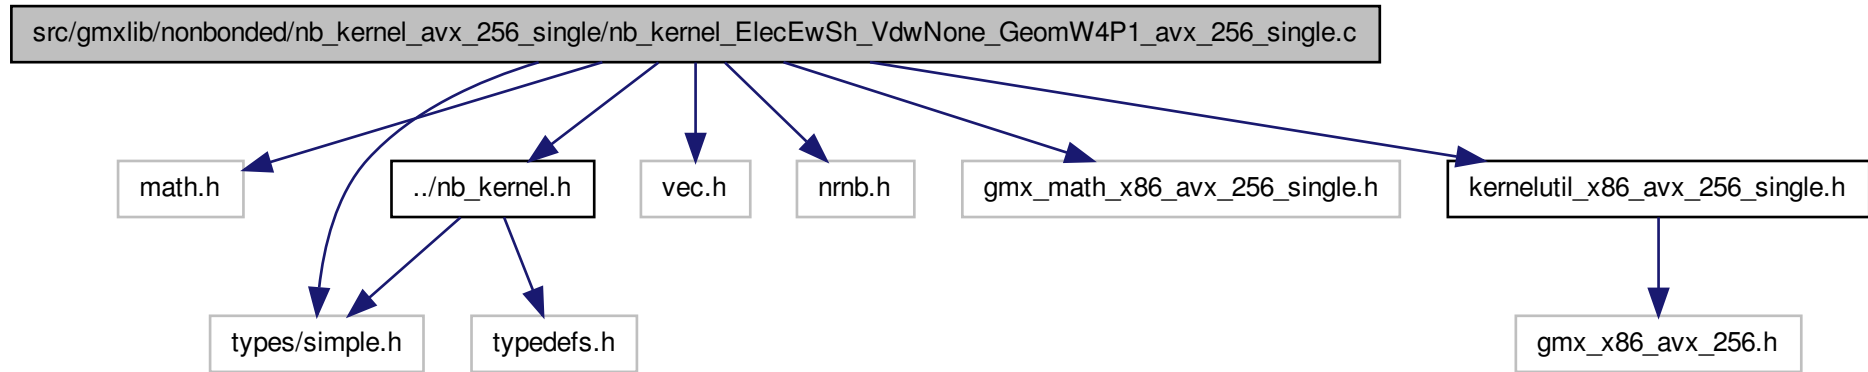 src/gmxlib/nonbonded/nb_kernel_avx_256_single/nb_kernel_ElecEwSh_VdwNone_GeomW4P1_avx_256_single.c
math.h
../nb_kernel.h
vec.h
nrnb.h
gmx_math_x86_avx_256_single.h
kernelutil_x86_avx_256_single.h
types/simple.h
typedefs.h
gmx_x86_avx_256.h